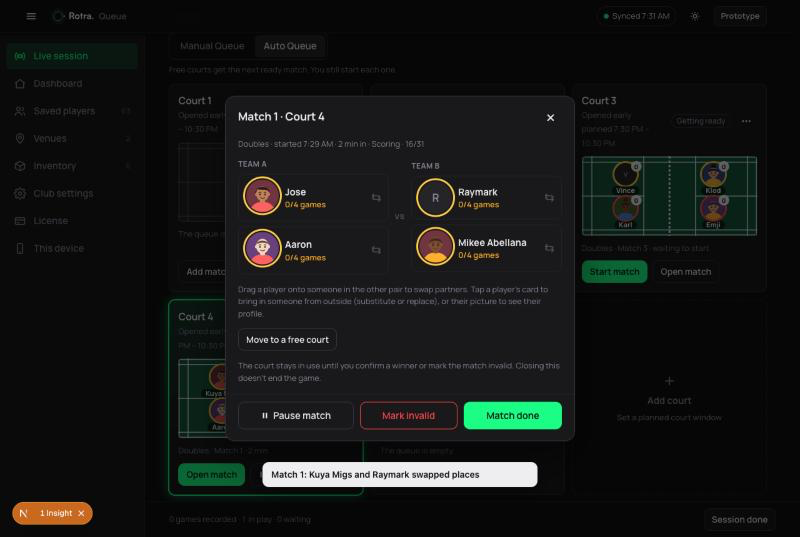 Rotra. Queue
Synced 7:31 AM
Prototype
Live session
Dashboard
Saved players
Venues 2
Inventory
Club settings
License
This device
Manual Queue
Auto Queue
Free courts get the next ready match. You still start each one.
Court 1
Opened early
– 10:30 PM
The queue is
Add match
Match 1 · Court 4
Doubles · started 7:29 AM · 2 min in · Scoring · 16/31
TEAM A
TEAM B
Jose
0/4 games
Aaron
0/4 games
VS
R
Raymark
0/4 games
Mikee Abellana
0/4 games
Drag a player onto someone in the other pair to swap partners. Tap a player's card to
bring in someone from outside (substitute or replace), or their picture to see their
profile.
Move to a free court
The court stays in use until you confirm a winner or mark the match invalid. Closing this
doesn't end the game.
Pause match
Mark invalid
Match done
Court 3
Opened early
planned 7:30 PM –
10:30 PM
Getting ready
V
0
0
Vince
Kled
0
0
Karl
Emji
Doubles · Match 3 · waiting to start
Start match
Open match
Court 4
Opened early
PM – 10:30 P
Kuya
Aar
Doubles · Match 1 · 2 min
Open match
The queue is empty.
Match 1: Kuya Migs and Raymark swapped places
+
Add court
Set a planned court window
N
1 Insight
0 games recorded · 1 in play · 0 waiting
Session done